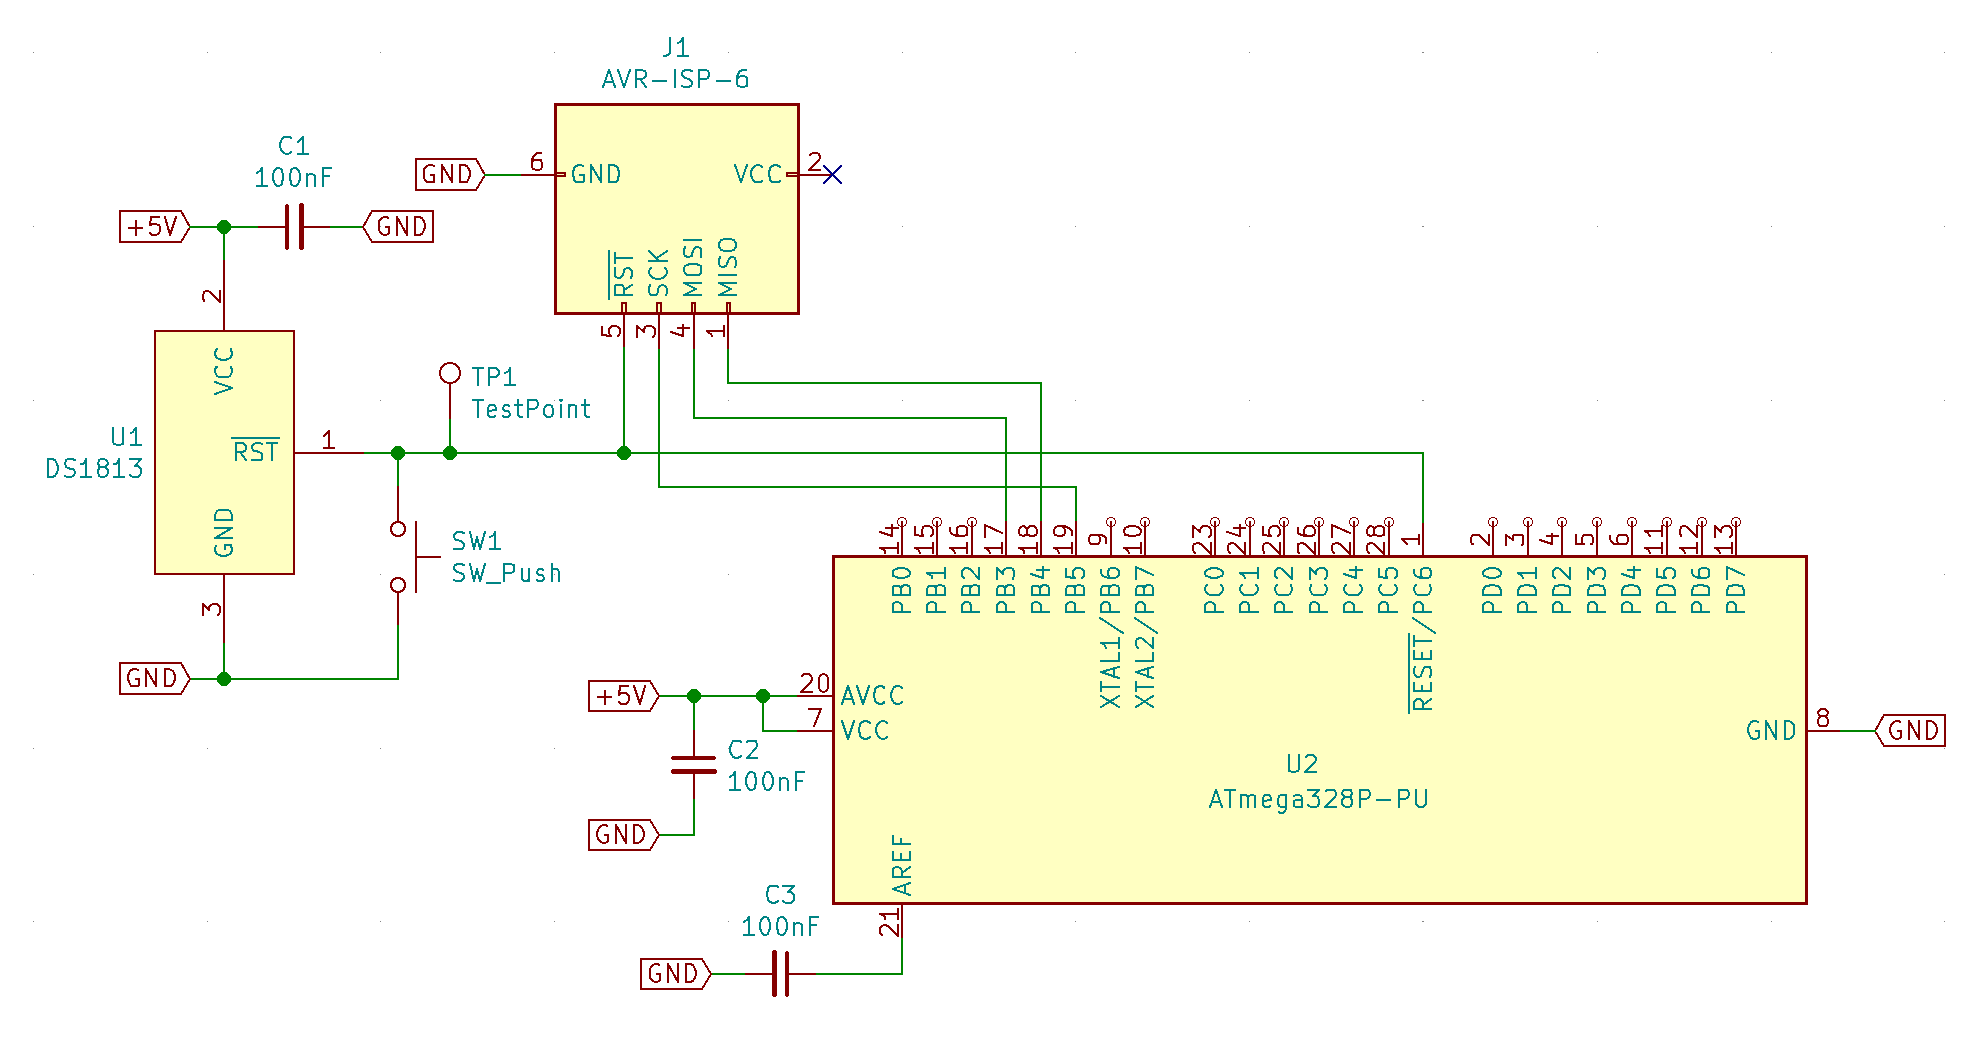 J1
AVR-ISP-6
6
GND
VCC
2
GND
RST
SCK
MOSI
MISO
5
3
4
1
C1
100nF
+5V
GND
2
VCC
U1
DS1813
RST
1
GND
3
GND
TP1
TestPoint
SW1
SW_Push
14
15
16
17
18
19
9
10
23
24
25
26
27
28
1
2
3
4
5
6
11
12
13
PB0
PB1
PB2
PB3
PB4
PB5
XTAL1/PB6
XTAL2/PB7
PC0
PC1
PC2
PC3
PC4
PC5
RESET/PC6
PD0
PD1
PD2
PD3
PD4
PD5
PD6
PD7
+5V
20
AVCC
7
VCC
C2
100nF
GND
GND
8
GND
U2
ATmega328P-PU
AREF
21
C3
100nF
GND